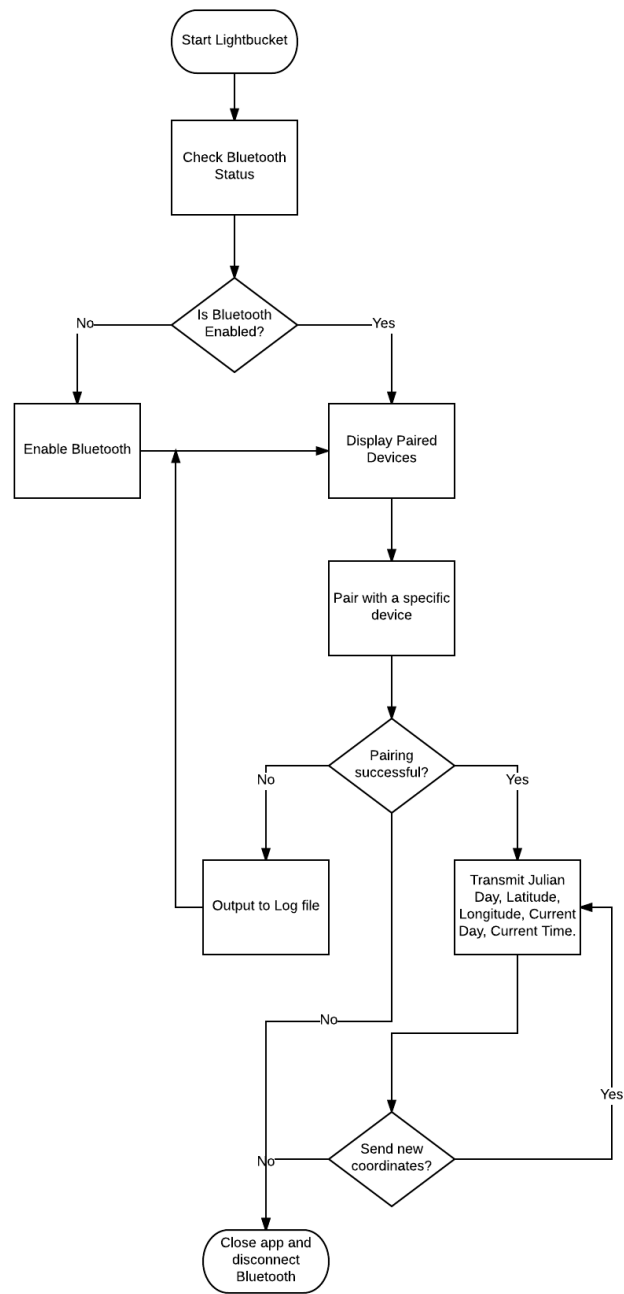 Start Lightbucket
Check Bluetooth
Status
Is Bluetooth
Enabled?
No
Yes
Enable Bluetooth
Display Paired
Devices
Pair with a specific
device
Pairing
successful?
No
Yes
Output to Log file
Transmit Julian
Day, Latitude,
Longitude, Current
Day, Current Time.
No
Yes
Send new
coordinates?
No
Close app and
disconnect
Bluetooth